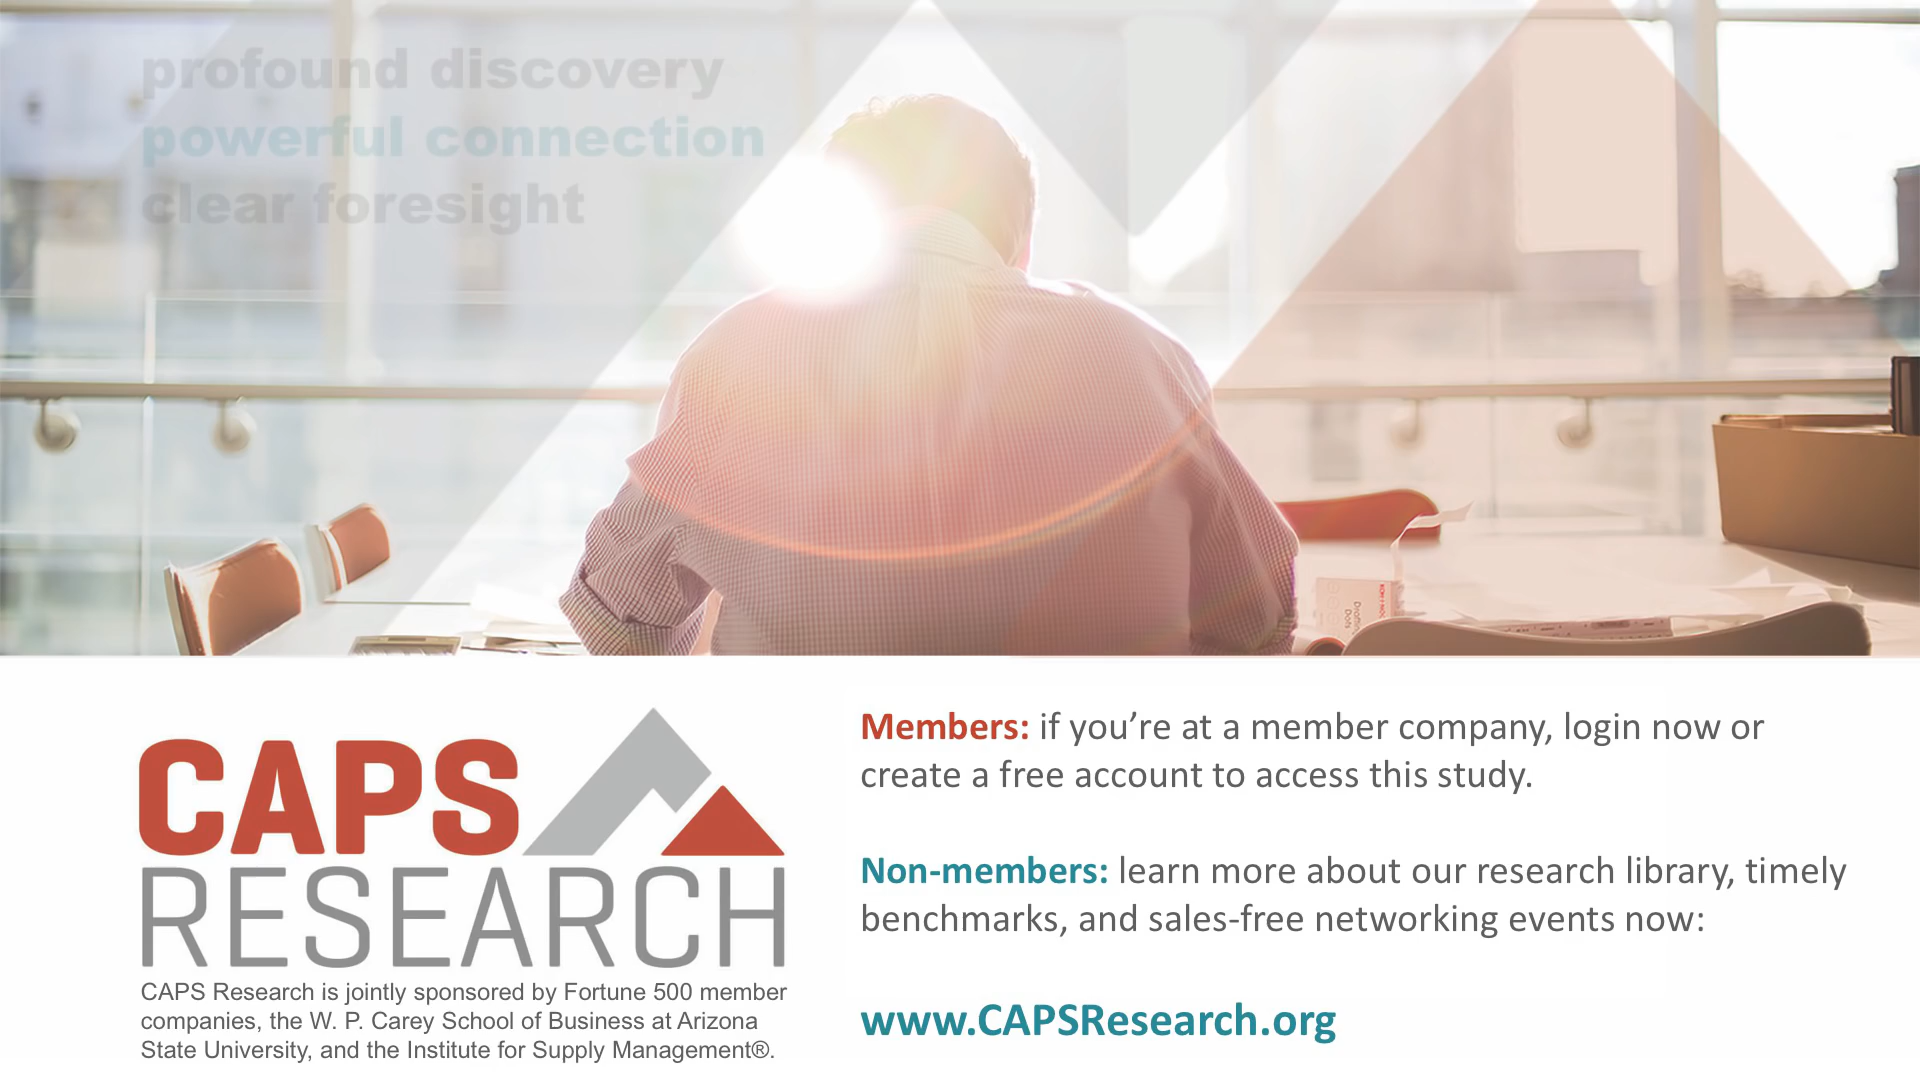 profound discovery
powerful connection
clear foresight
CAPS
RESEARCH
CAPS Research is jointly sponsored by Fortune 500 member
companies, the W. P. Carey School of Business at Arizona
State University, and the Institute for Supply Management®.
Members: if you’re at a member company, login now or
create a free account to access this study.
Non-members: learn more about our research library, timely
benchmarks, and sales-free networking events now:
www.CAPSResearch.org